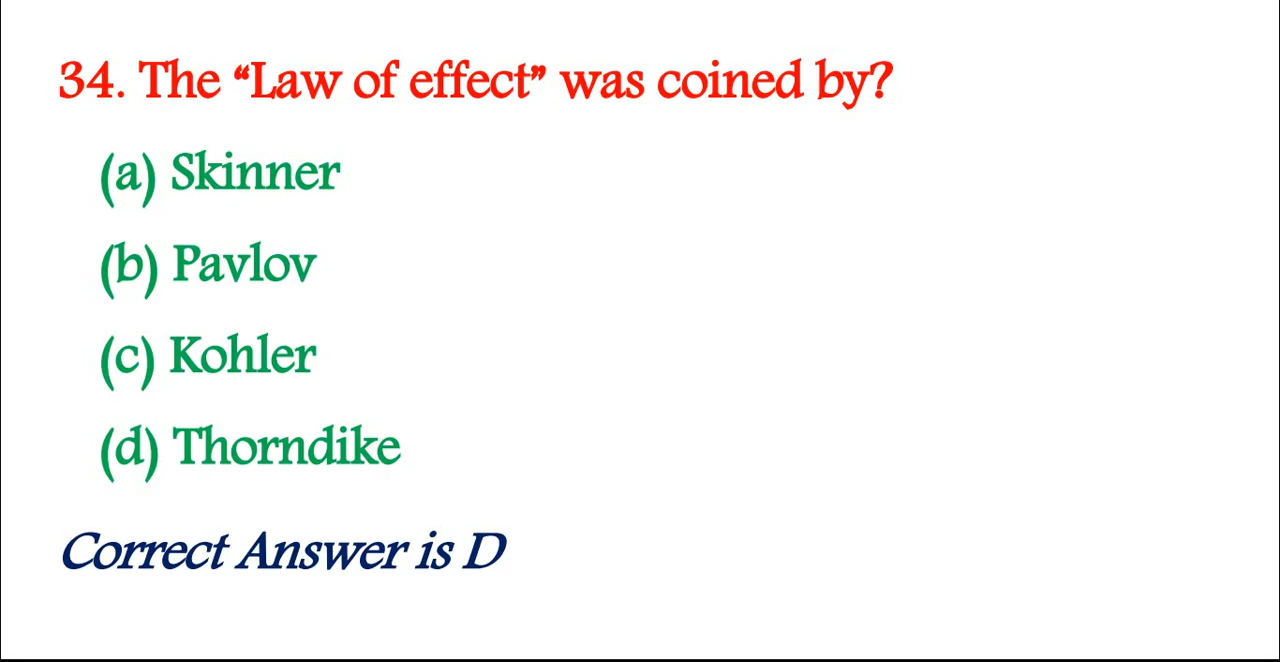 34. The “Law of effect” was coined by?
(a) Skinner
(b) Pavlov
(c) Kohler
(d) Thorndike
Correct Answer is D